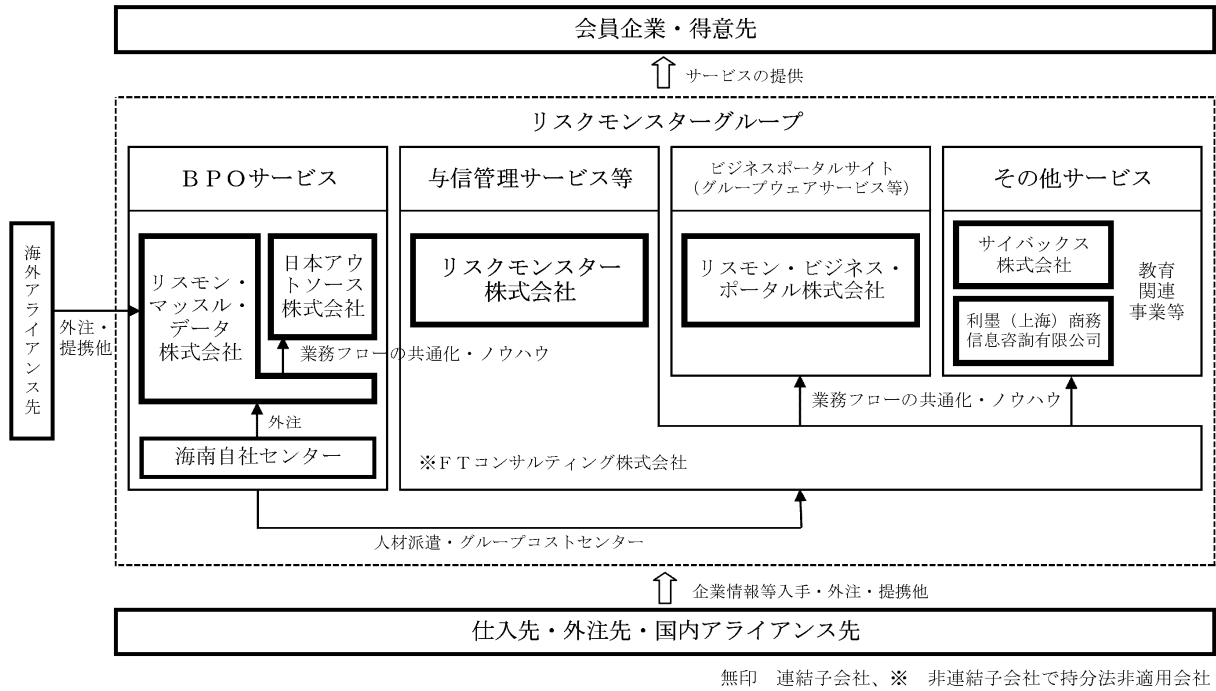 会員企業・得意先
サービスの提供
リスクモンスターグループ
ＢＰＯサービス
与信管理サービス等
ビジネスポータルサイト
（グループウェアサービス等）
その他サービス
海外アライアンス先
外注・
提携他
リスモン・
マッスル・
データ
株式会社
日本アウ
トソース
株式会社
業務フローの共通化・ノウハウ
外注
海南自社センター
リスクモンスター
株式会社
※ＦＴコンサルティング株式会社
リスモン・ビジネス・
ポータル株式会社
サイバックス
株式会社
利墨（上海）商務
信息咨詢有限公司
教育
関連
事業等
業務フローの共通化・ノウハウ
人材派遣・グループコストセンター
企業情報等入手・外注・提携他
仕入先・外注先・国内アライアンス先
無印　連結子会社、※　非連結子会社で持分法非適用会社